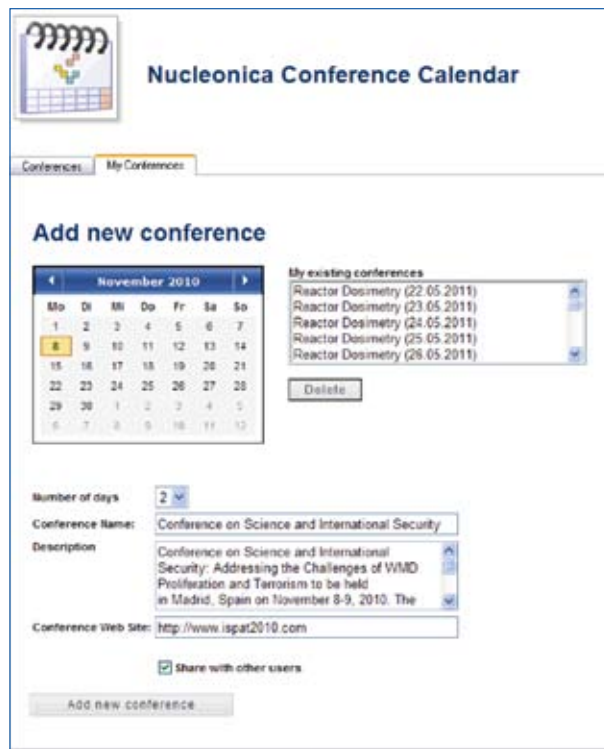 Nucleonica Conference Calendar
Conferences My Conferences
Add new conference
November 2010
Mo Di Mi Do Fr Sa So
1 2 3 4 5 6 7
8 9 10 11 12 13 14
15 16 17 18 19 20 21
22 23 24 25 26 27 28
29 30 1 2 3 4 5
6 7 8 9 10 11 12
My existing conferences
Reactor Dosimetry (22.05.2011)
Reactor Dosimetry (23.05.2011)
Reactor Dosimetry (24.05.2011)
Reactor Dosimetry (25.05.2011)
Reactor Dosimetry (26.05.2011)
Delete
Number of days 2
Conference Name: Conference on Science and International Security
Description
Conference on Science and International
Security: Addressing the Challenges of WMD
Proliferation and Terrorism to be held
in Madrid, Spain on November 8-9, 2010. The
Conference Web Site: http://www.ispat2010.com
Share with other users
Add new conference